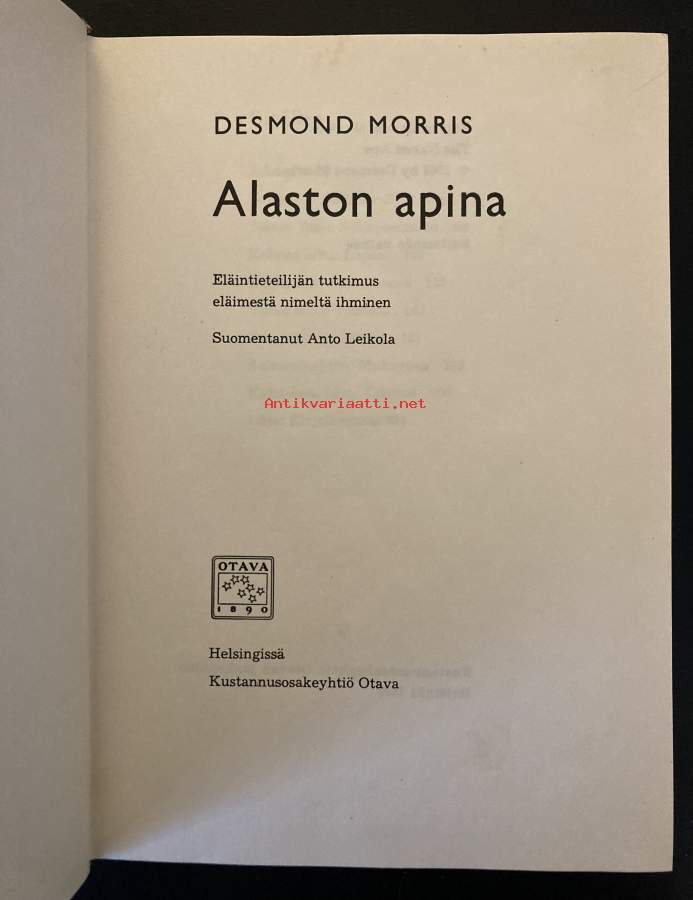 DESMOND MORRIS
Alaston apina
Eläintieteilijän tutkimus
eläimestä nimeltä ihminen
Suomentanut Anto Leikola
Antikvariaatti.net
OTAVA
1890
Helsingissä
Kustannusosakeyhtiö Otava